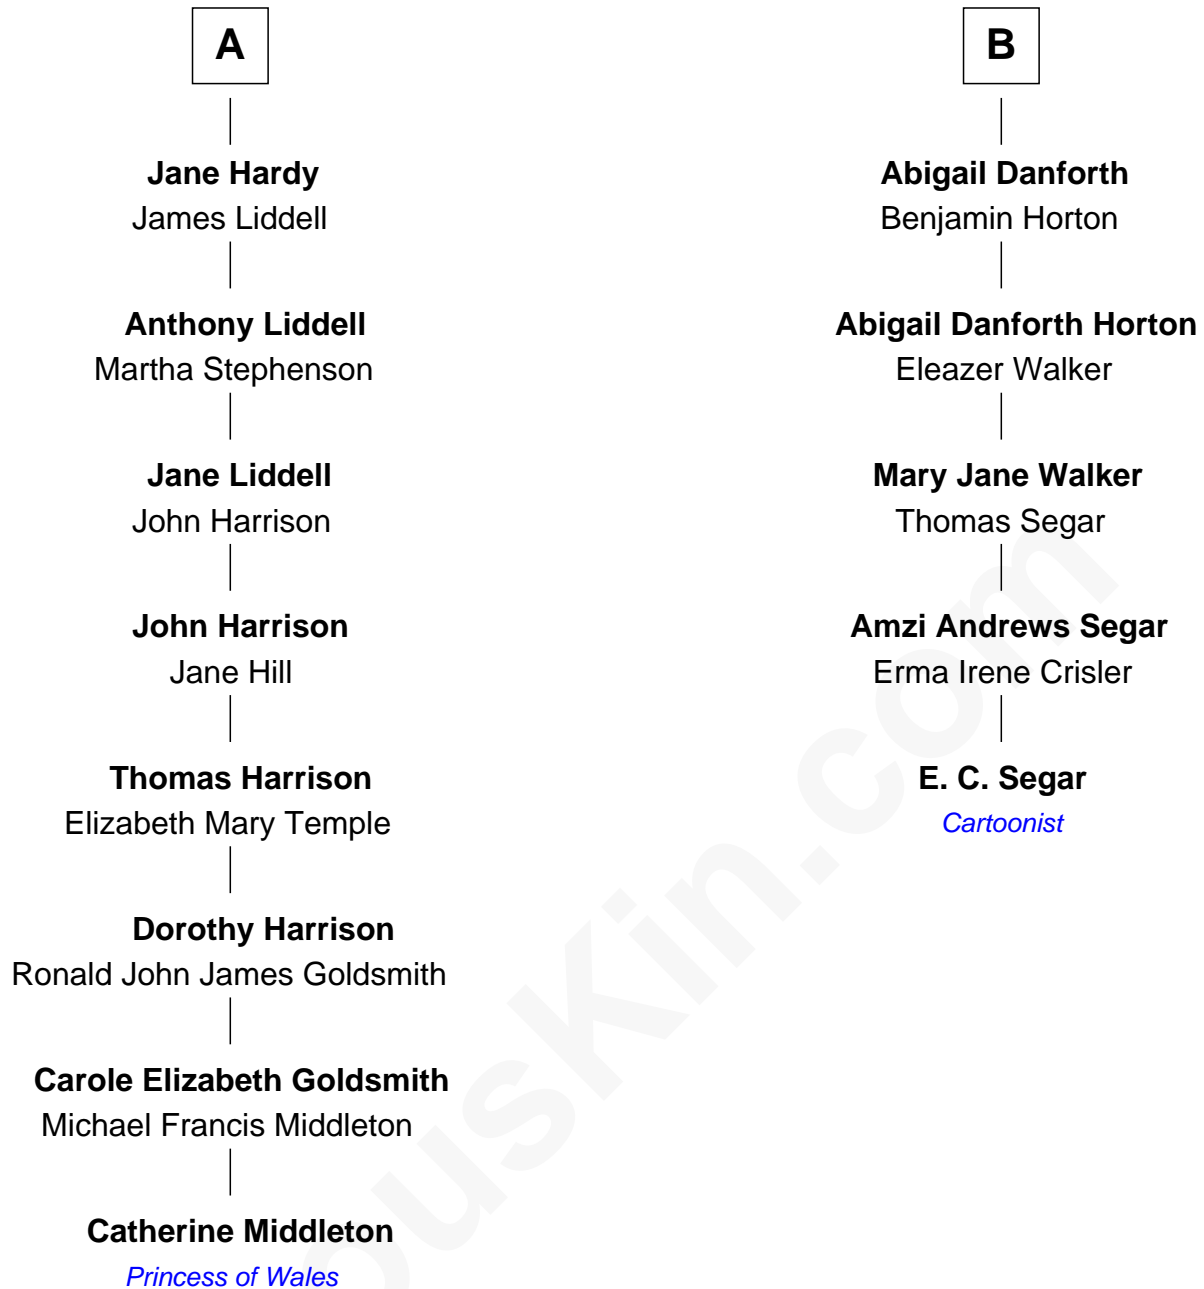 A
Jane Hardy
James Liddell
Anthony Liddell
Martha Stephenson
Jane Liddell
John Harrison
John Harrison
Jane Hill
Thomas Harrison
Elizabeth Mary Temple
Dorothy Harrison
Ronald John James Goldsmith
Carole Elizabeth Goldsmith
Michael Francis Middleton
Catherine Middleton
Princess of Wales
B
Abigail Danforth
Benjamin Horton
Abigail Danforth Horton
Eleazer Walker
Mary Jane Walker
Thomas Segar
Amzi Andrews Segar
Erma Irene Crisler
E. C. Segar
Cartoonist
ousKin.com